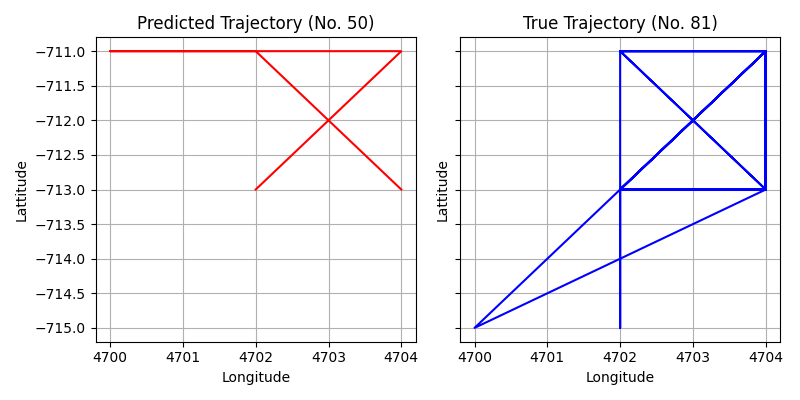 Predicted Trajectory (No. 50)
True Trajectory (No. 81)
−711.0
−711.5
−712.0
−712.5
−713.0
−713.5
−714.0
−714.5
−715.0
Lattitude
Lattitude
4700 4701 4702 4703 4704
4700 4701 4702 4703 4704
Longitude
Longitude